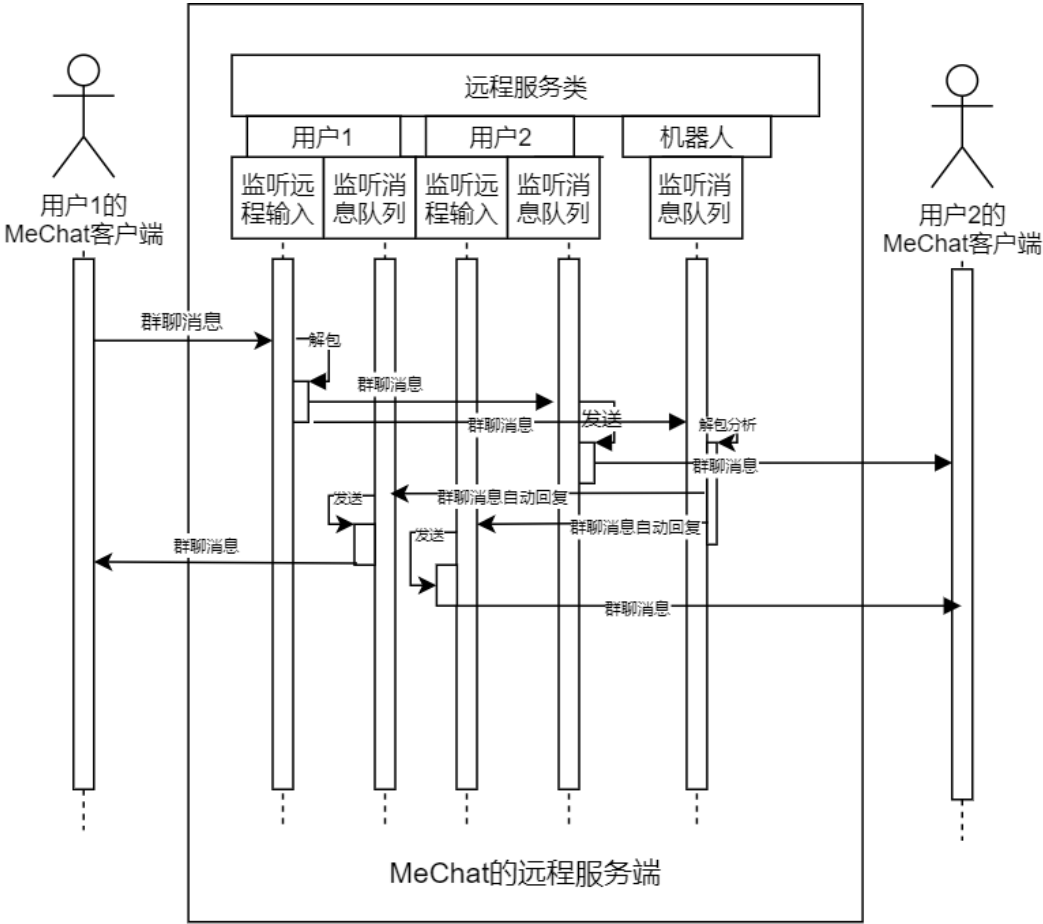 远程服务类
用户1
用户2
机器人
监听远
程输入
监听消
息队列
监听远
程输入
监听消
息队列
监听消
息队列
用户1的
MeChat客户端
用户2的
MeChat客户端
群聊消息
解包
群聊消息
发送
群聊消息
解包分析
群聊消息
发送
群聊消息自动回复
群聊消息自动回复
发送
群聊消息
群聊消息
MeChat的远程服务端